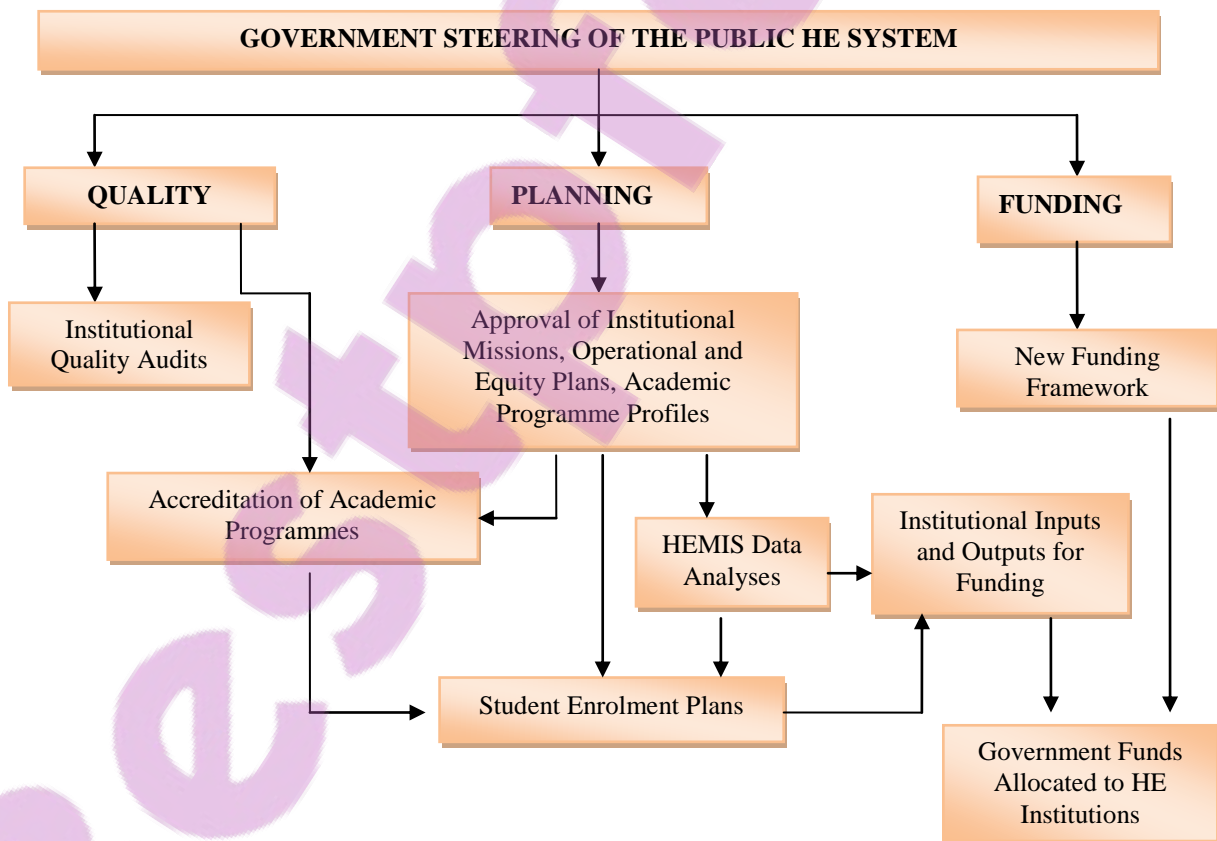 GOVERNMENT STEERING OF THE PUBLIC HE SYSTEM
QUALITY
PLANNING
FUNDING
Institutional
Quality Audits
Approval of Institutional
Missions, Operational and
Equity Plans, Academic
Programme Profiles
New Funding
Framework
Accreditation of Academic
Programmes
HEMIS Data
Analyses
Institutional Inputs
and Outputs for
Funding
Student Enrolment Plans
Government Funds
Allocated to HE
Institutions